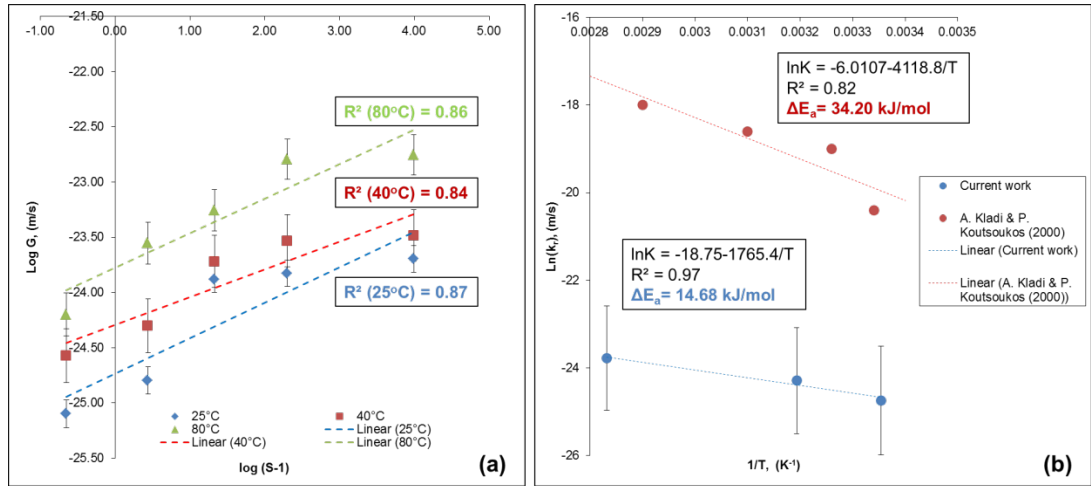 -21.50
-1.00 0.00 1.00 2.00 3.00 4.00 5.00
-22.00
-22.50
-23.00
-23.50
-24.00
-24.50
-25.00
-25.50
Log G, (m/s)
R² (80°C) = 0.86
R² (40°C) = 0.84
R² (25°C) = 0.87
25°C 40°C
80°C Linear (25°C)
Linear (40°C) Linear (80°C)
log (S-1)
(a)
-16
0.0028 0.0029 0.003 0.0031 0.0032 0.0033 0.0034 0.0035
-18
-20
-22
-24
-26
Ln(kr), (m/s)
lnK = -6.0107-4118.8/T
R² = 0.82
ΔEa= 34.20 kJ/mol
lnK = -18.75-1765.4/T
R² = 0.97
ΔEa= 14.68 kJ/mol
1/T, (K-1)
(b)
Current work
A. Kladi & P.
Koutsoukos (2000)
Linear (Current work)
Linear (A. Kladi & P.
Koutsoukos (2000))